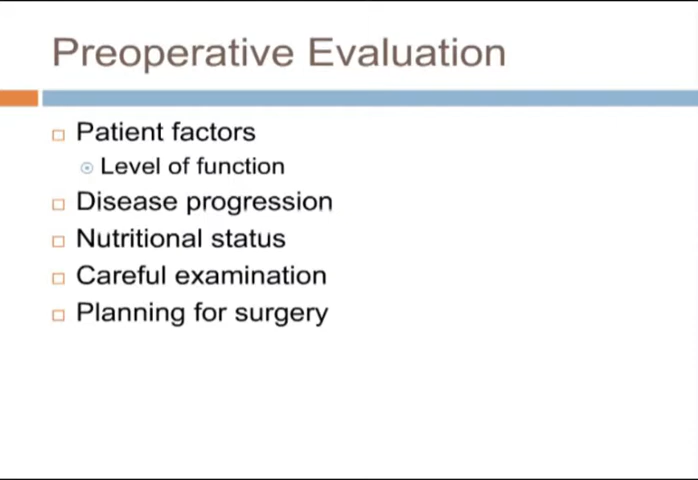 Preoperative Evaluation
Patient factors
Level of function
Disease progression
Nutritional status
Careful examination
Planning for surgery